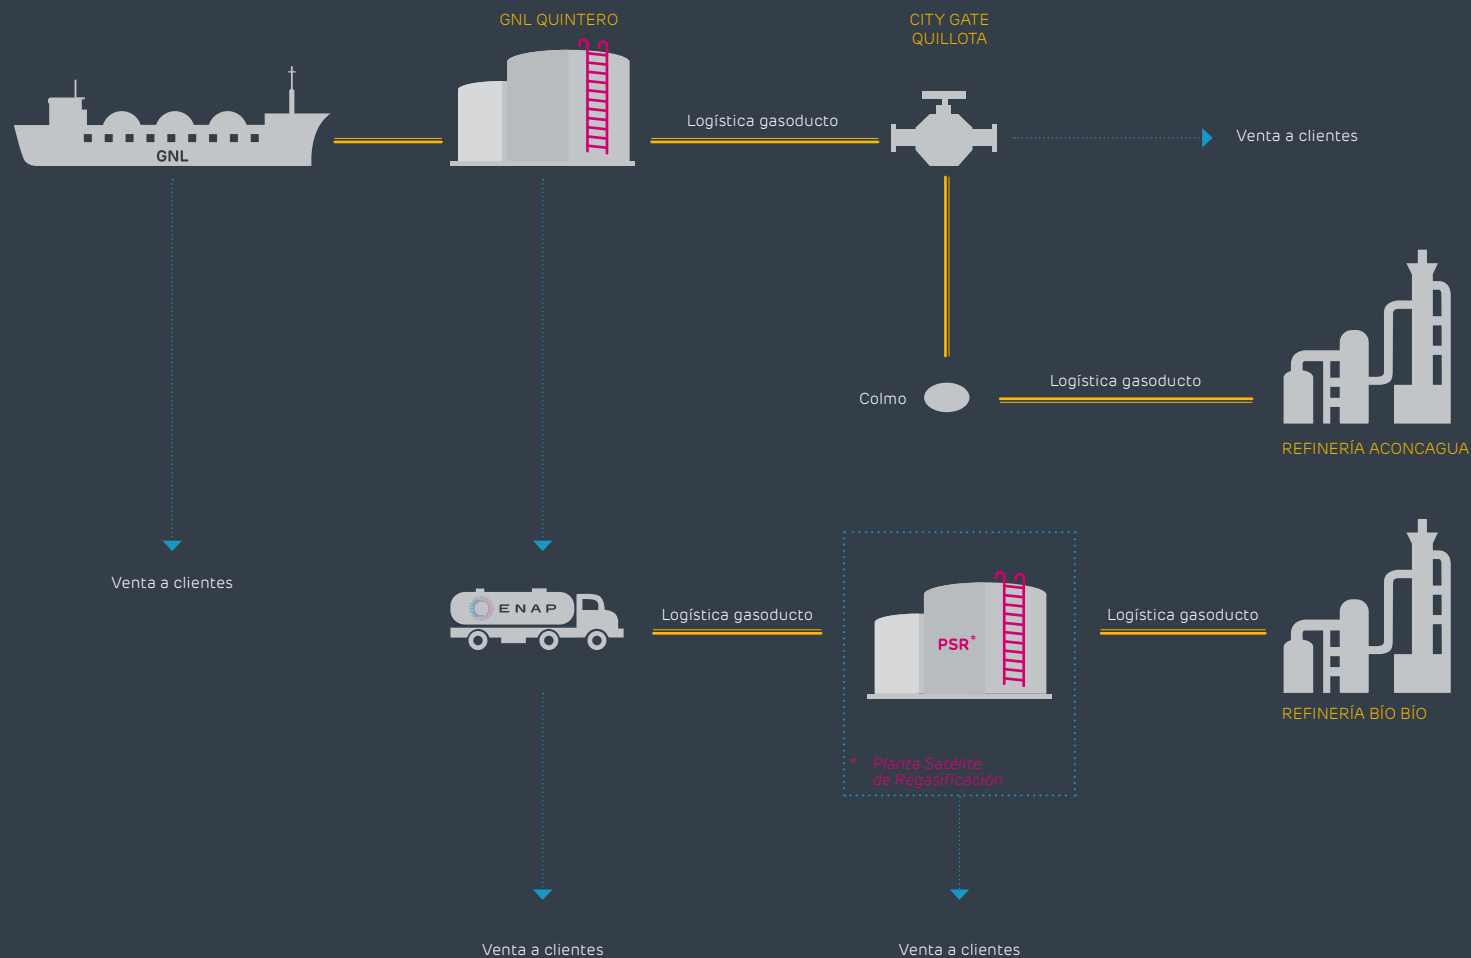 GNL QUINTERO
CITY GATE
QUILLOTA
Logística gasoducto
Venta a clientes
GNL
Colmo
Logística gasoducto
REFINERÍA ACONCAGUA
Venta a clientes
ENAP
Logística gasoducto
PSR*
Logística gasoducto
REFINERÍA BÍO BÍO
* Planta Satélite
de Regasificación
Venta a clientes
Venta a clientes